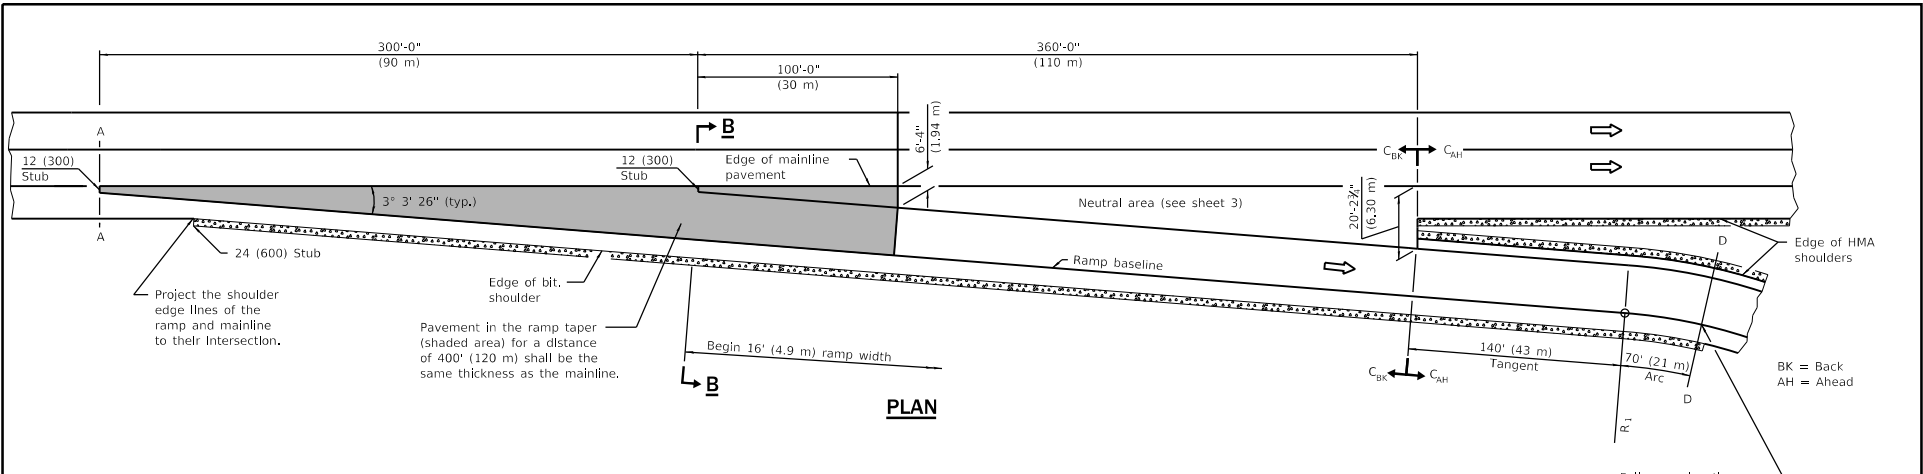 300'-0"
(90 m)
360'-0"
(110 m)
100'-0"
(30 m)
A
B
6'-4"
(1.94 m)
12 (300)
Stub
12 (300)
Stub
Edge of mainline
pavement
C BK
C AH
3° 3' 26" (typ.)
Neutral area (see sheet 3)
20'-2¾"
(6.30 m)
A
24 (600) Stub
D
Edge of HMA
shoulders
Ramp baseline
Edge of bit.
shoulder
Project the shoulder
edge lines of the
ramp and mainline
to their intersection.
Pavement in the ramp taper
(shaded area) for a distance
of 400' (120 m) shall be the
same thickness as the mainline.
Begin 16' (4.9 m) ramp width
B
140' (43 m)
Tangent
70' (21 m)
Arc
C BK
C AH
BK = Back
AH = Ahead
D
PLAN
R1